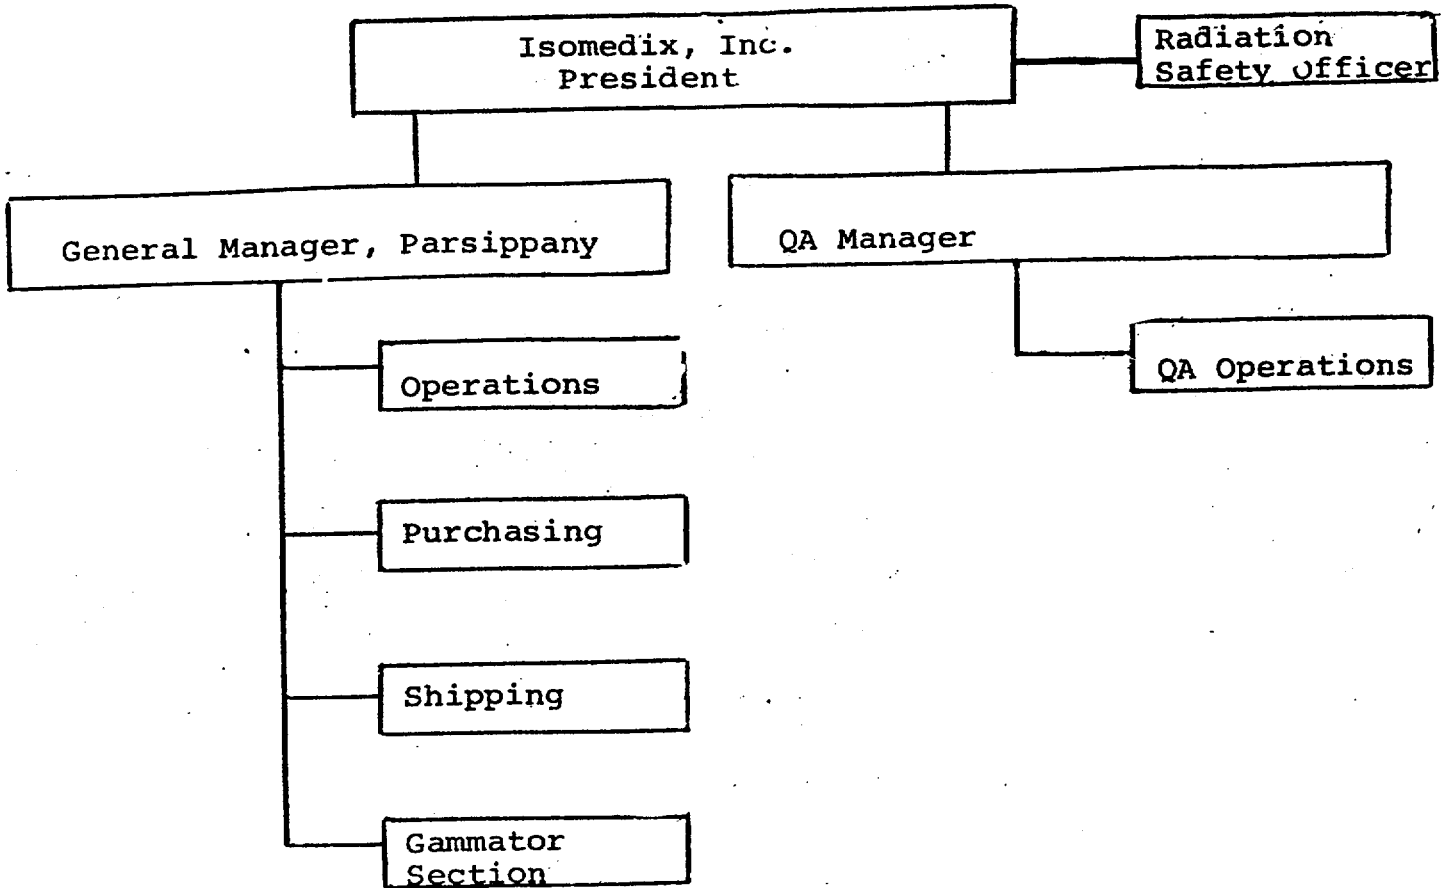 Isomedix, Inc.
President
Radiation
Safety Officer
General Manager, Parsippany
QA Manager
Operations
QA Operations
Purchasing
Shipping
Gammator
Section